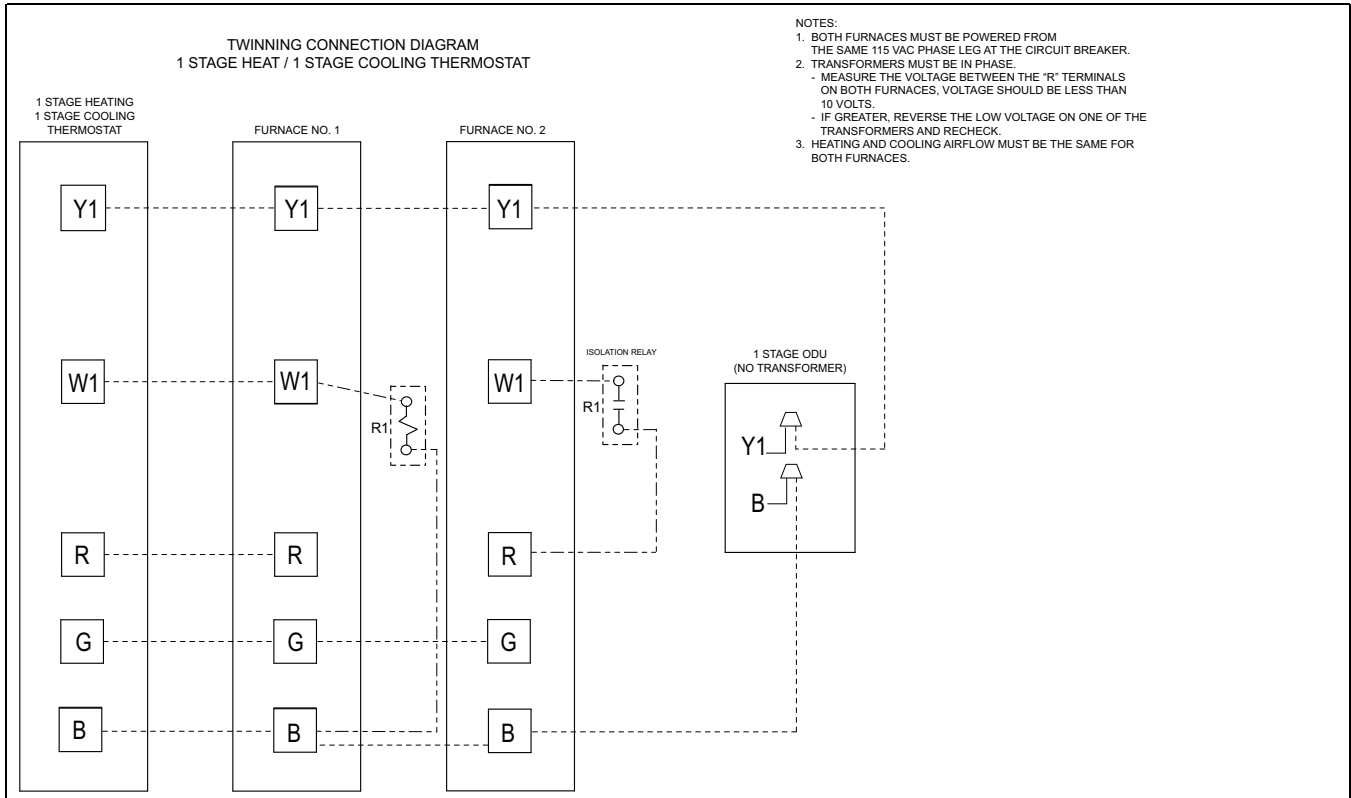 TWINNING CONNECTION DIAGRAM
1 STAGE HEAT / 1 STAGE COOLING THERMOSTAT
NOTES:
1. BOTH FURNACES MUST BE POWERED FROM
THE SAME 115 VAC PHASE LEG AT THE CIRCUIT BREAKER.
2. TRANSFORMERS MUST BE IN PHASE.
- MEASURE THE VOLTAGE BETWEEN THE “R” TERMINALS
ON BOTH FURNACES, VOLTAGE SHOULD BE LESS THAN
10 VOLTS.
- IF GREATER, REVERSE THE LOW VOLTAGE ON ONE OF THE
TRANSFORMERS AND RECHECK.
3. HEATING AND COOLING AIRFLOW MUST BE THE SAME FOR
BOTH FURNACES.
1 STAGE HEATING
1 STAGE COOLING
THERMOSTAT
FURNACE NO. 1
FURNACE NO. 2
Y1
Y1
Y1
ISOLATION RELAY
1 STAGE ODU
(NO TRANSFORMER)
W1
W1
W1
R1
R1
Y1
B
R
R
R
G
G
G
B
B
B